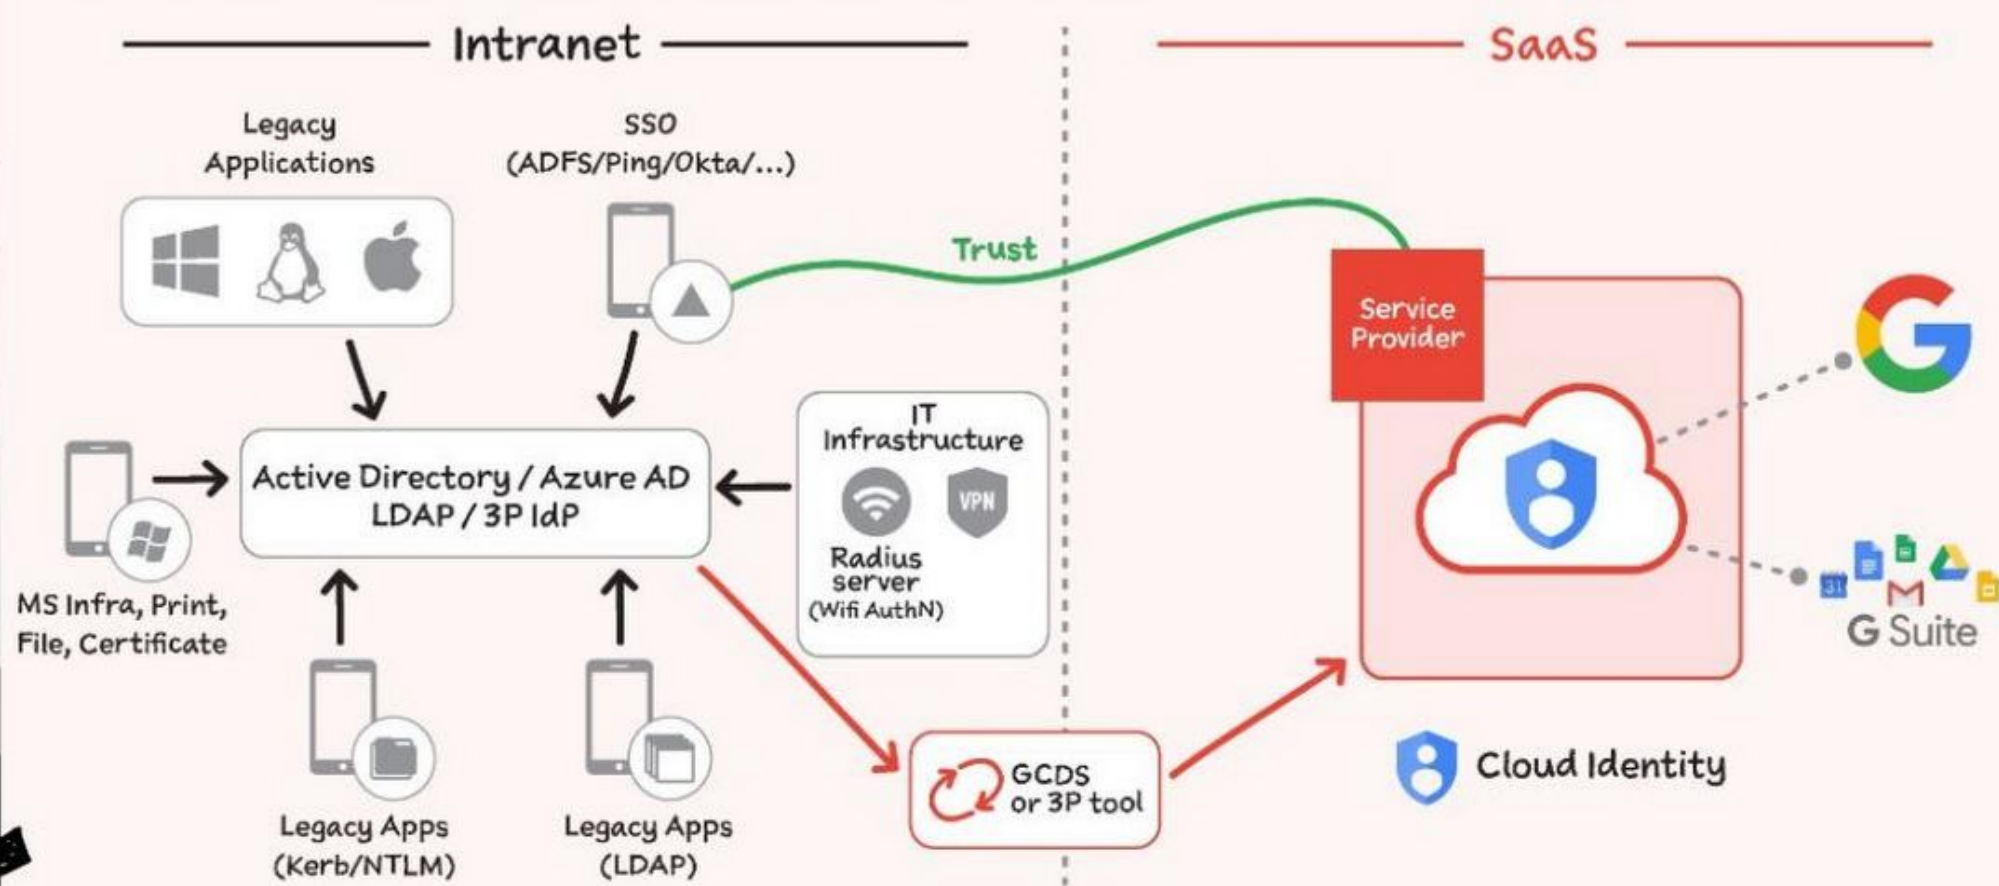 Intranet
SaaS
Legacy
Applications
SSO
(ADFS/Ping/Okta/...)
Trust
Service
Provider
IT
Infrastructure
VPN
Radius
server
(Wifi AuthN)
Active Directory / Azure AD
LDAP / 3P IdP
MS Infra, Print,
File, Certificate
31
G Suite
GCDS
or 3P tool
Cloud Identity
Legacy Apps
(Kerb/NTLM)
Legacy Apps
(LDAP)